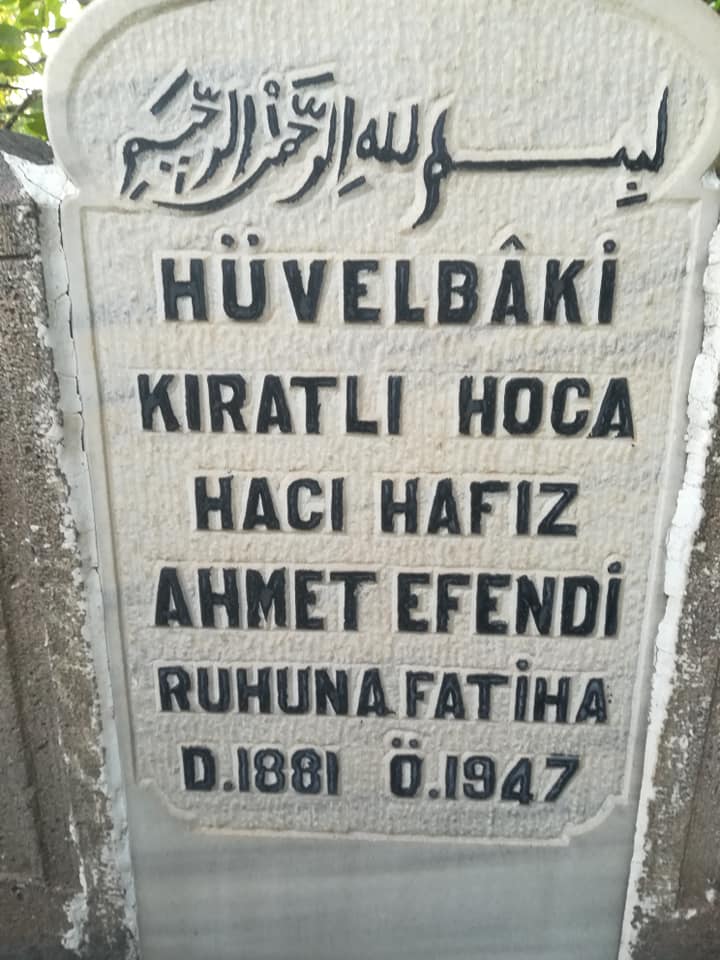 بسم الله الرحمن الرحيم
HÜVELBÂKİ
KIRATLI HOCA
HACI HAFIZ
AHMET EFENDİ
RUHUNA FATİHA
D.1881 Ö.1947